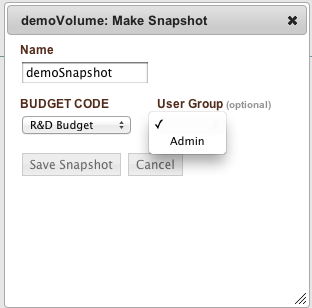 demoVolume: Make Snapshot
Name
demoSnapshot
BUDGET CODE User Group (optional)
R&D Budget
Admin
Save Snapshot Cancel